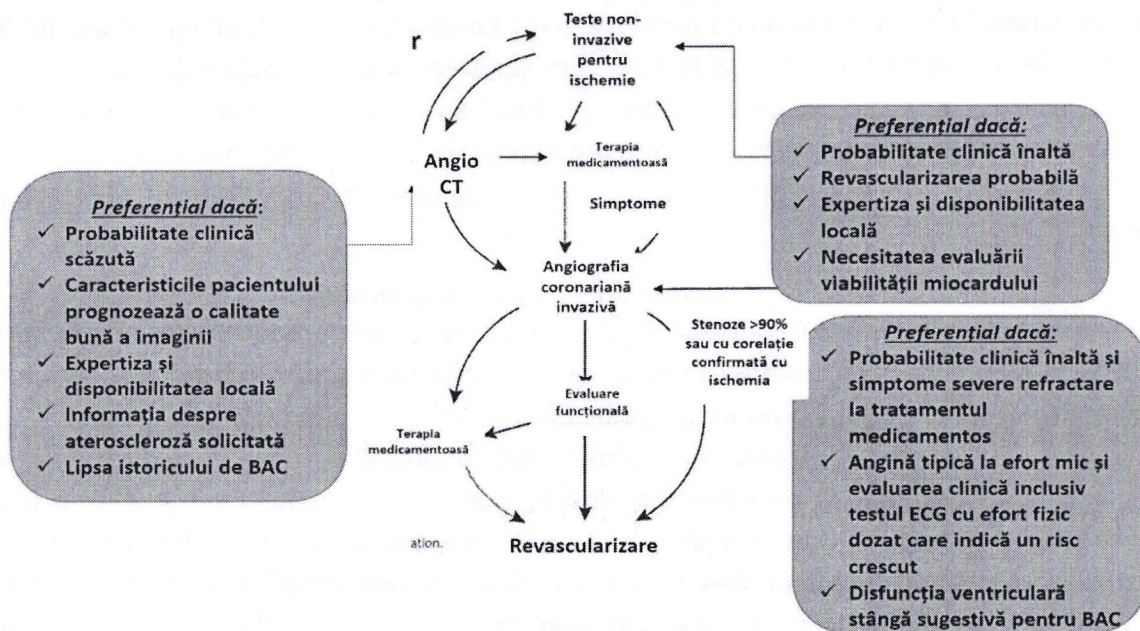 Teste non-
invazive
pentru
ischemie
r
Angio
CT
Terapia
medicamentoasă
Simptome
Angiografia
coronariană
invazivă
Stenoze >90%
sau cu corelație
confirmată cu
ischemia
Evaluare
funcțională
Terapia
medicamentoasă
ation.
Revascularizare
Preferențial dacă:
✓ Probabilitate clinică
scăzută
✓ Caracteristicile pacientului
prognozează o calitate
bună a imaginii
✓ Expertiza și
disponibilitatea locală
✓ Informația despre
ateroscleroză solicitată
✓ Lipsa istoricului de BAC
Preferențial dacă:
✓ Probabilitate clinică înaltă
✓ Revascularizarea probabilă
✓ Expertiza și disponibilitatea
locală
✓ Necesitatea evaluării
viabilității miocardului
Preferențial dacă:
✓ Probabilitate clinică înaltă și
simptome severe refractare
la tratamentul
medicamentos
✓ Angină tipică la efort mic și
evaluarea clinică inclusiv
testul ECG cu efort fizic
dozat care indică un risc
crescut
✓ Disfuncția ventriculară
stângă sugestivă pentru BAC